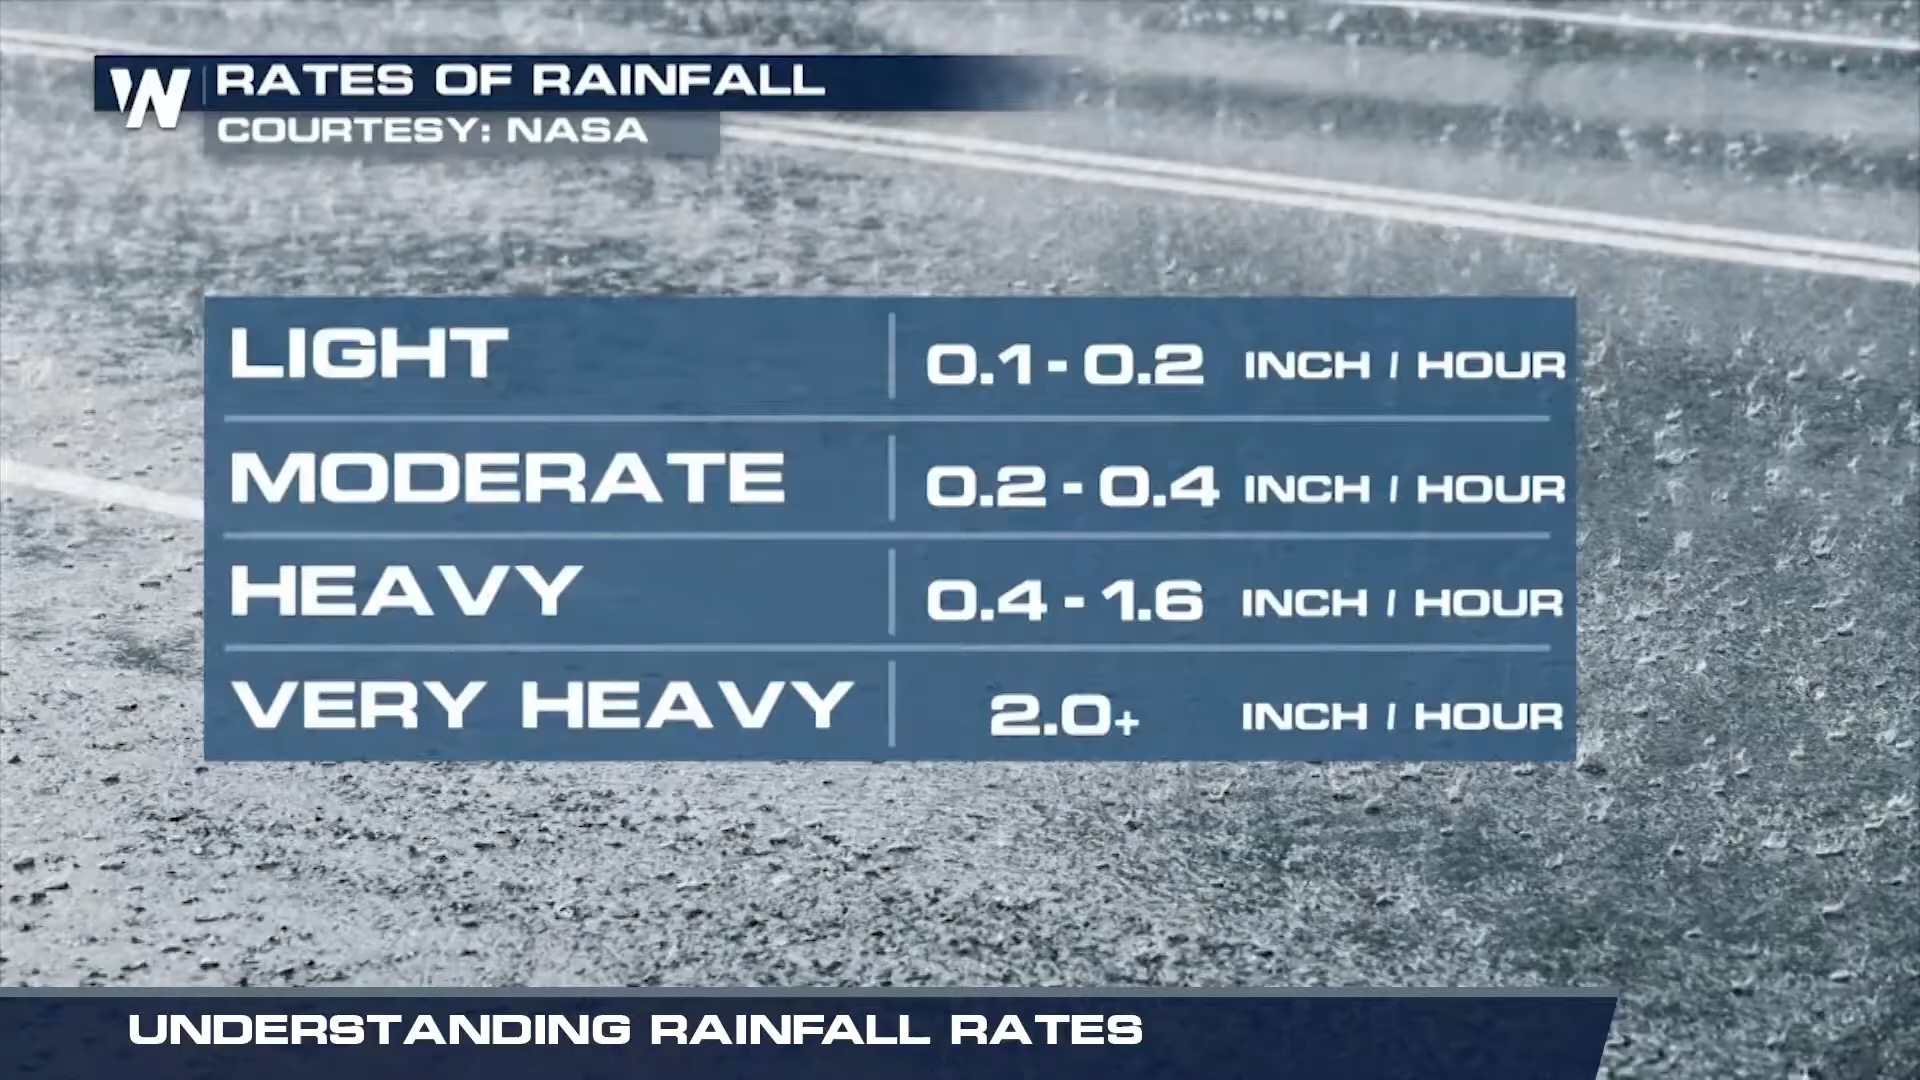 W RATES OF RAINFALL
COURTESY: NASA
LIGHT 0.1 - 0.2 INCH / HOUR
MODERATE 0.2 - 0.4 INCH / HOUR
HEAVY 0.4 - 1.6 INCH / HOUR
VERY HEAVY 2.0+ INCH / HOUR
UNDERSTANDING RAINFALL RATES